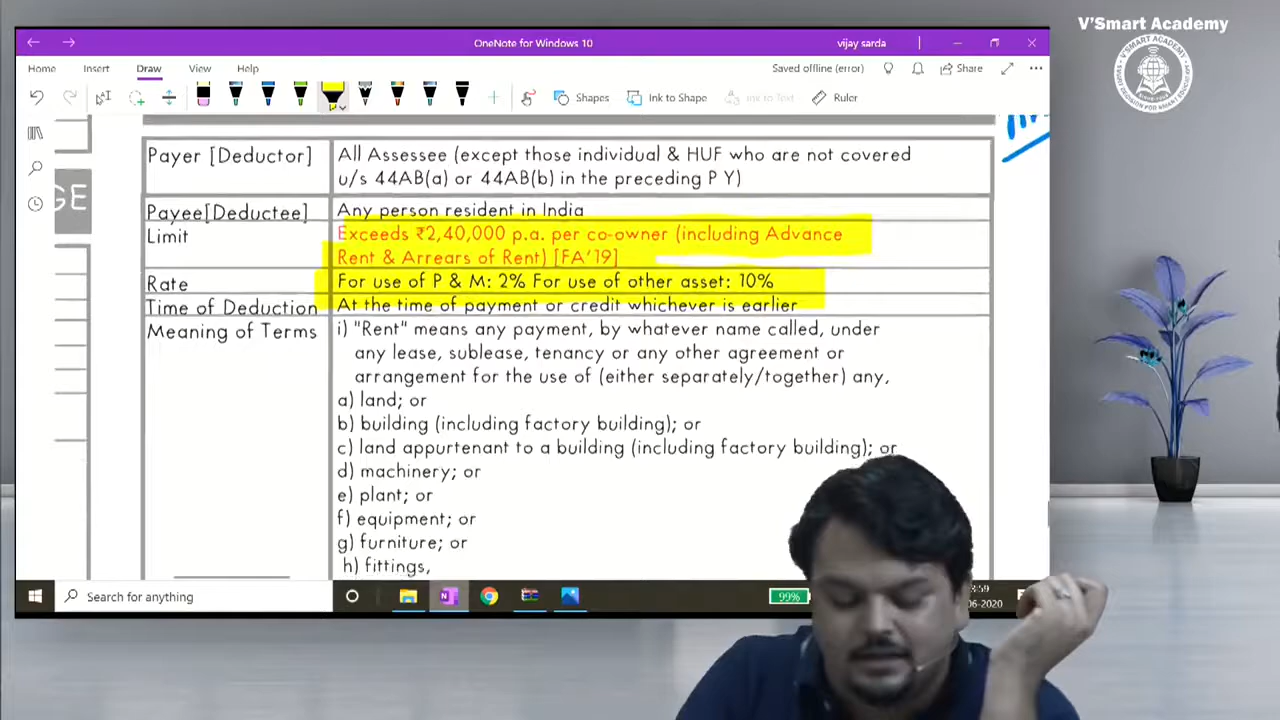 V'Smart Academy
OneNote for Windows 10
vijay sarda
Home Insert Draw View Help
Saved offline (error)
Share
Shapes
Ink to Shape
Ink to Text
Ruler
GE
Payer [Deductor] All Assessee (except those individual & HUF who are not covered
u/s 44AB(a) or 44AB(b) in the preceding P Y)
Payee[Deductee] Any person resident in India
Limit Exceeds ₹2,40,000 p.a. per co-owner (including Advance
Rent & Arrears of Rent) [FA'19]
Rate For use of P & M: 2% For use of other asset: 10%
Time of Deduction At the time of payment or credit whichever is earlier
Meaning of Terms i) "Rent" means any payment, by whatever name called, under
any lease, sublease, tenancy or any other agreement or
arrangement for the use of (either separately/together) any,
a) land; or
b) building (including factory building); or
c) land appurtenant to a building (including factory building); or
d) machinery; or
e) plant; or
f) equipment; or
g) furniture; or
h) fittings,
Search for anything
99%
:59
06-2020